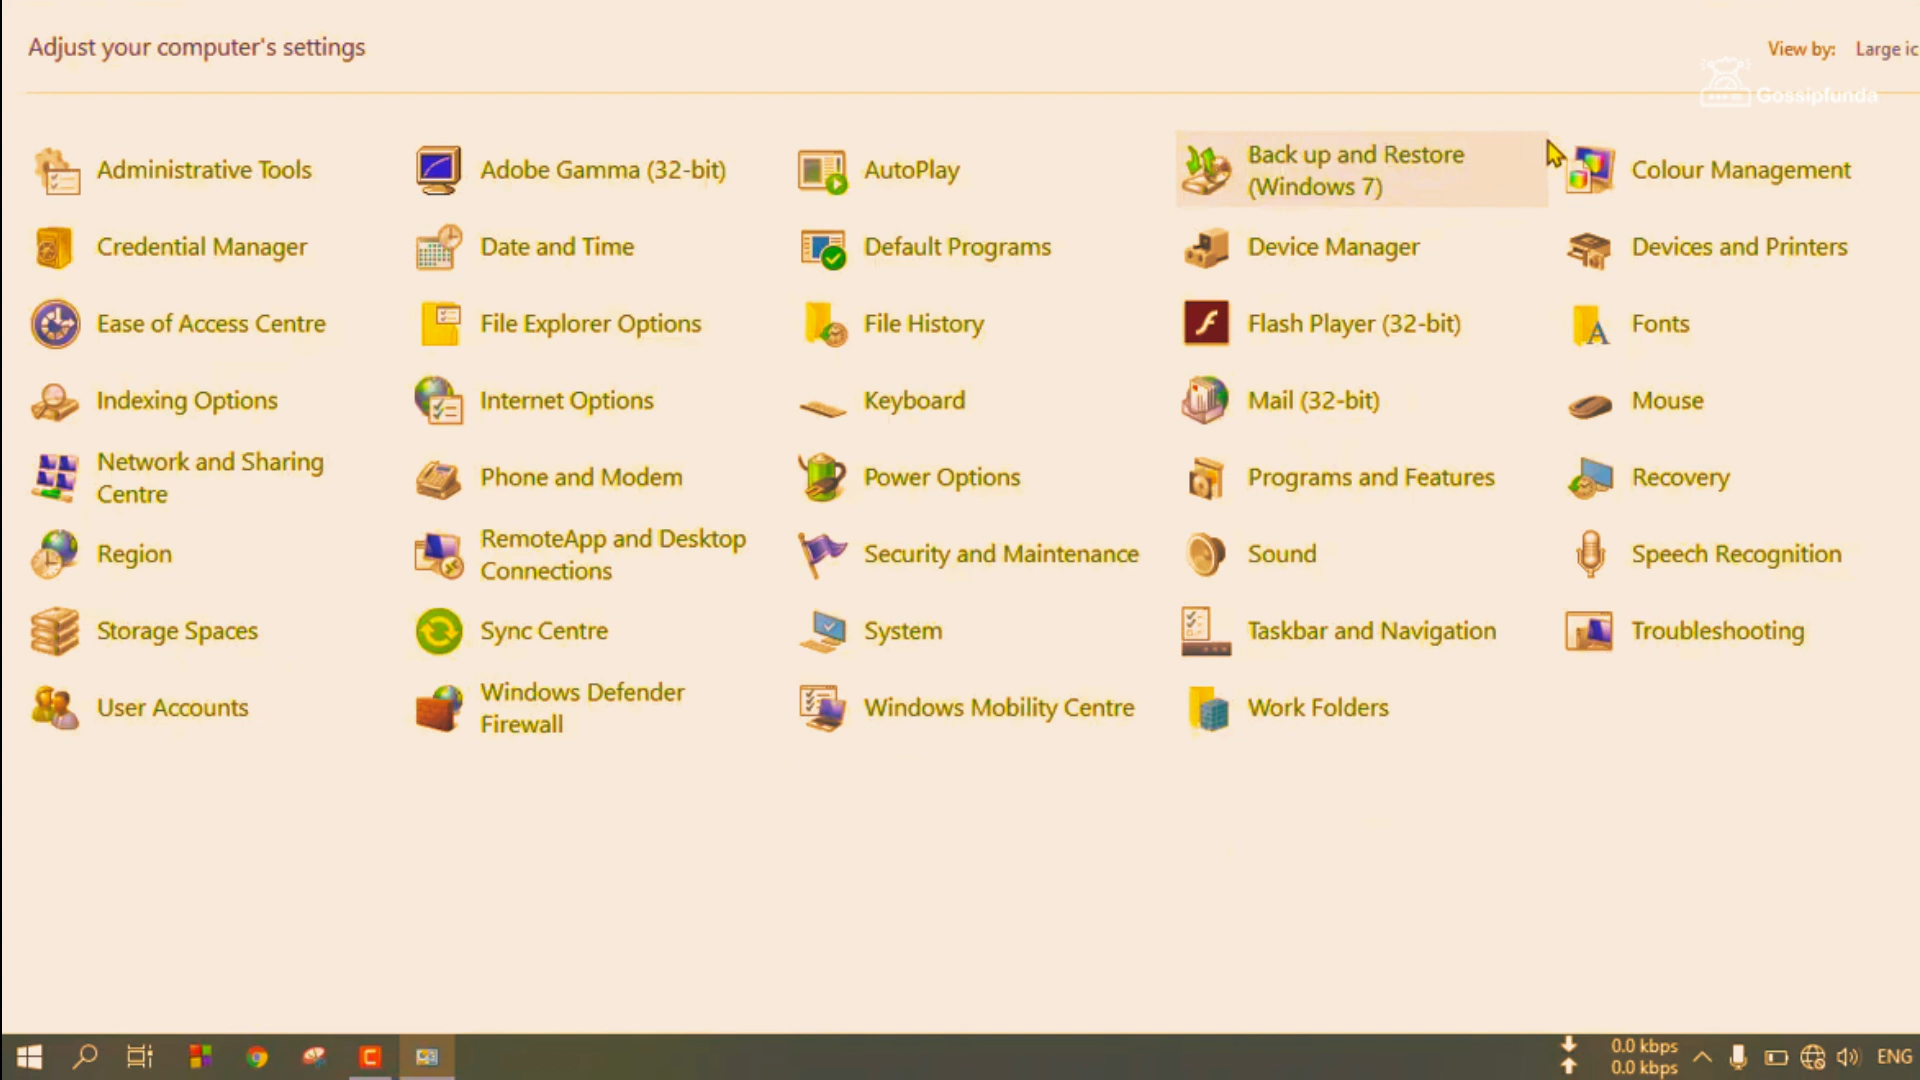 Adjust your computer's settings
View by: Large ic
Gossipfunda
Administrative Tools
Adobe Gamma (32-bit)
AutoPlay
Back up and Restore
(Windows 7)
Colour Management
Credential Manager
Date and Time
Default Programs
Device Manager
Devices and Printers
Ease of Access Centre
File Explorer Options
File History
Flash Player (32-bit)
Fonts
Indexing Options
Internet Options
Keyboard
Mail (32-bit)
Mouse
Network and Sharing
Centre
Phone and Modem
Power Options
Programs and Features
Recovery
Region
RemoteApp and Desktop
Connections
Security and Maintenance
Sound
Speech Recognition
Storage Spaces
Sync Centre
System
Taskbar and Navigation
Troubleshooting
User Accounts
Windows Defender
Firewall
Windows Mobility Centre
Work Folders
0.0 kbps
0.0 kbps
ENG